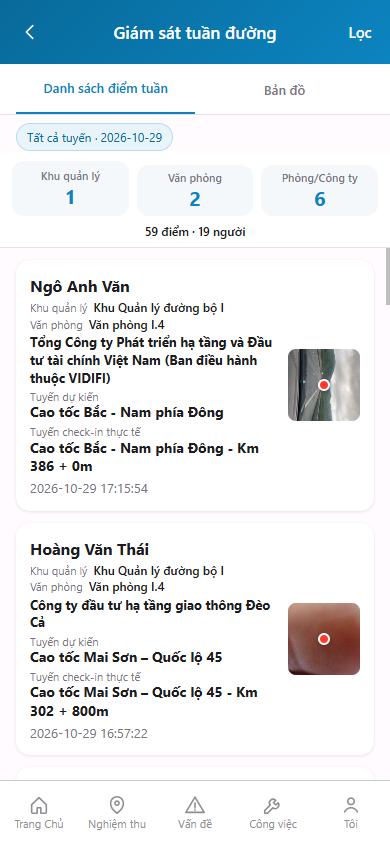 Giám sát tuần đường
Lọc
Danh sách điểm tuần
Bản đồ
Tất cả tuyến · 2026-10-29
Khu quản lý
1
Văn phòng
2
Phòng/Công ty
6
59 điểm · 19 người
Ngô Anh Văn
Khu quản lý Khu Quản lý đường bộ I
Văn phòng Văn phòng I.4
Tổng Công ty Phát triển hạ tầng và Đầu
tư tài chính Việt Nam (Ban điều hành
thuộc VIDIFI)
Tuyến dự kiến
Cao tốc Bắc - Nam phía Đông
Tuyến check-in thực tế
Cao tốc Bắc - Nam phía Đông - Km
386 + 0m
2026-10-29 17:15:54
Hoàng Văn Thái
Khu quản lý Khu Quản lý đường bộ I
Văn phòng Văn phòng I.4
Công ty đầu tư hạ tầng giao thông Đèo
Cả
Tuyến dự kiến
Cao tốc Mai Sơn – Quốc lộ 45
Tuyến check-in thực tế
Cao tốc Mai Sơn – Quốc lộ 45 - Km
302 + 800m
2026-10-29 16:57:22
Trang Chủ
Nghiệm thu
Vấn đề
Công việc
Tôi